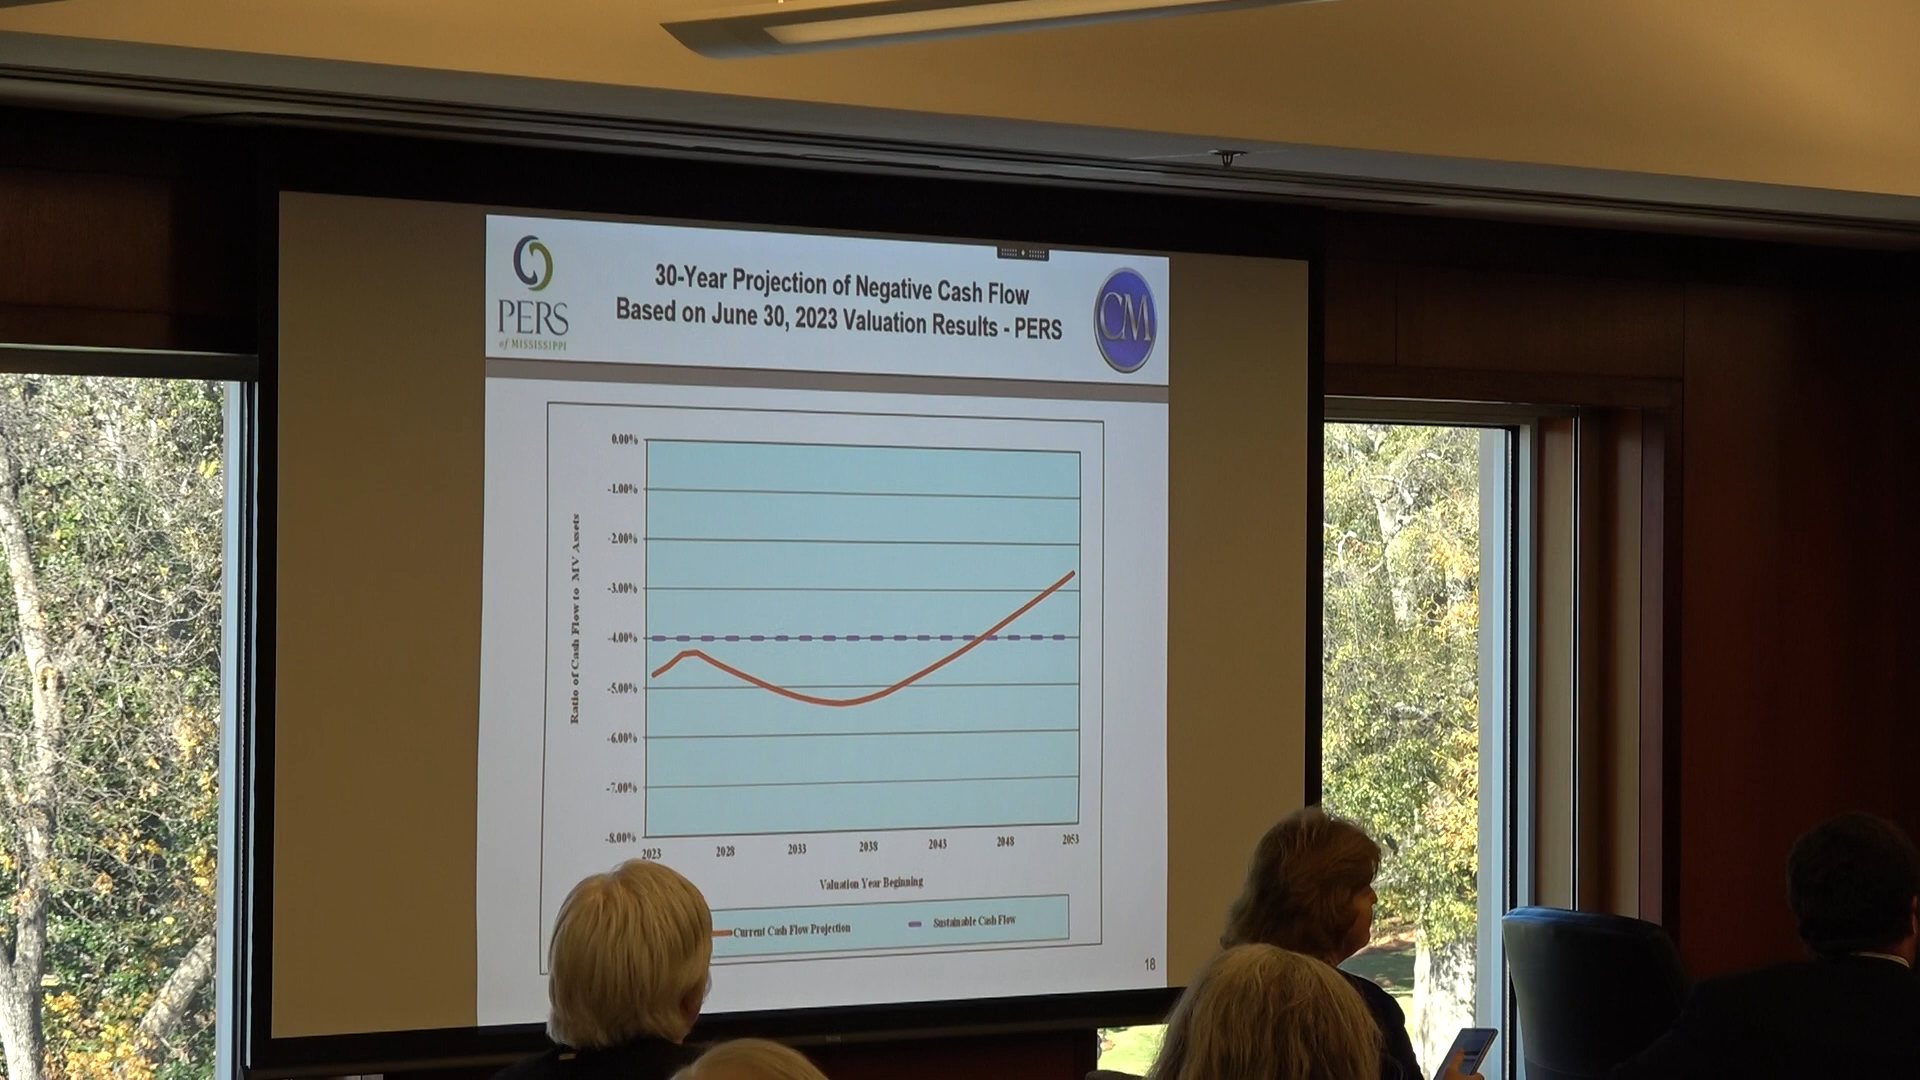 PERS
of MISSISSIPPI
30-Year Projection of Negative Cash Flow
Based on June 30, 2023 Valuation Results - PERS
CM
Ratio of Cash Flow to MV Assets
0.00%
-1.00%
-2.00%
-3.00%
-4.00%
-5.00%
-6.00%
-7.00%
-8.00%
2023 2028 2033 2038 2043 2048 2053
Valuation Year Beginning
Current Cash Flow Projection Sustainable Cash Flow
18